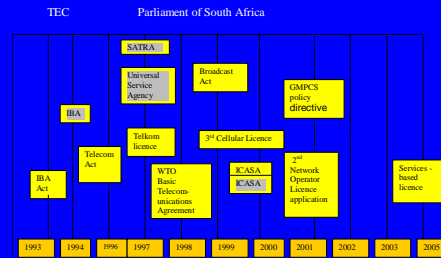 TEC
Parliament of South Africa
SATRA
Universal
Service
Agency
Broadcast
Act
GMPCS
policy
directive
IBA
Telkom
licence
3rd Cellular Licence
Telecom
Act
IBA
Act
WTO
Basic
Telecom-
unications
Agreement
ICASA
ICASA
2nd
Network
Operator
Licence
application
Services -
based
licence
1993
1994
1996
1997
1998
1999
2000
2001
2002
2003
2005